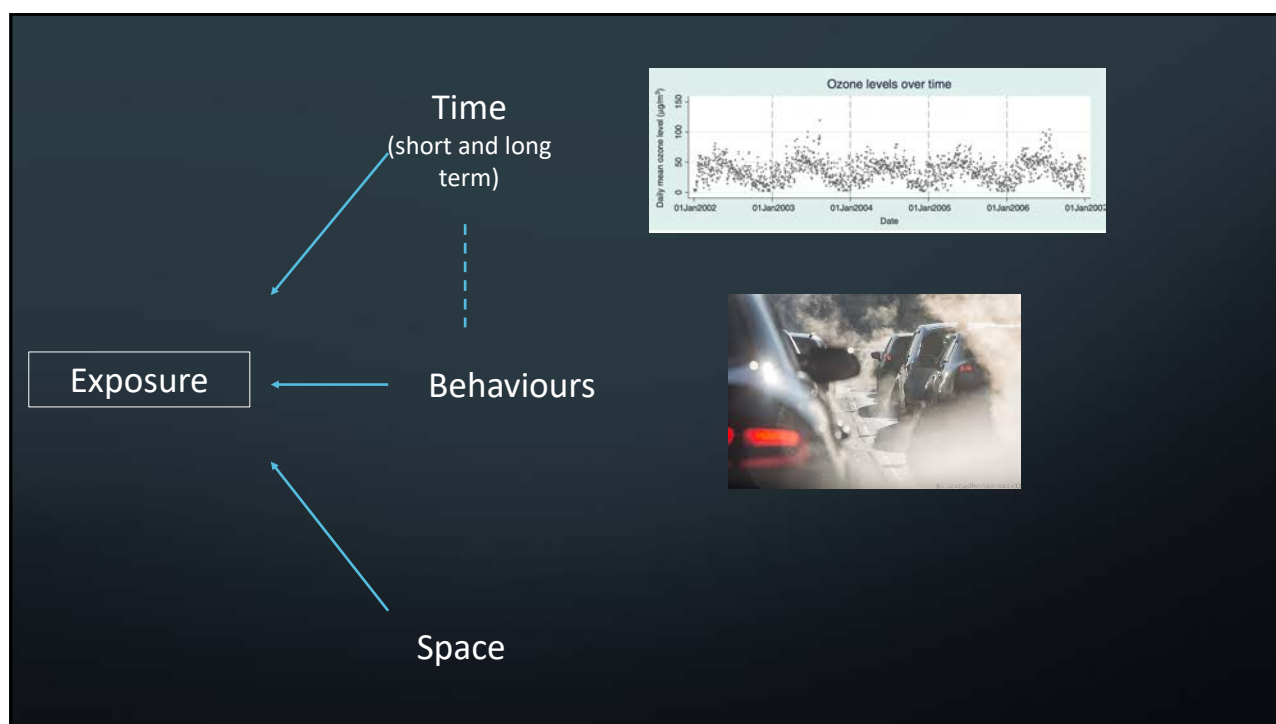 Time
(short and long
term)
Exposure
Behaviours
Space
Ozone levels over time
Daily mean ozone level (µg/m³)
150
100
50
0
01Jan2002
01Jan2003
01Jan2004
01Jan2005
01Jan2006
01Jan2007
Date